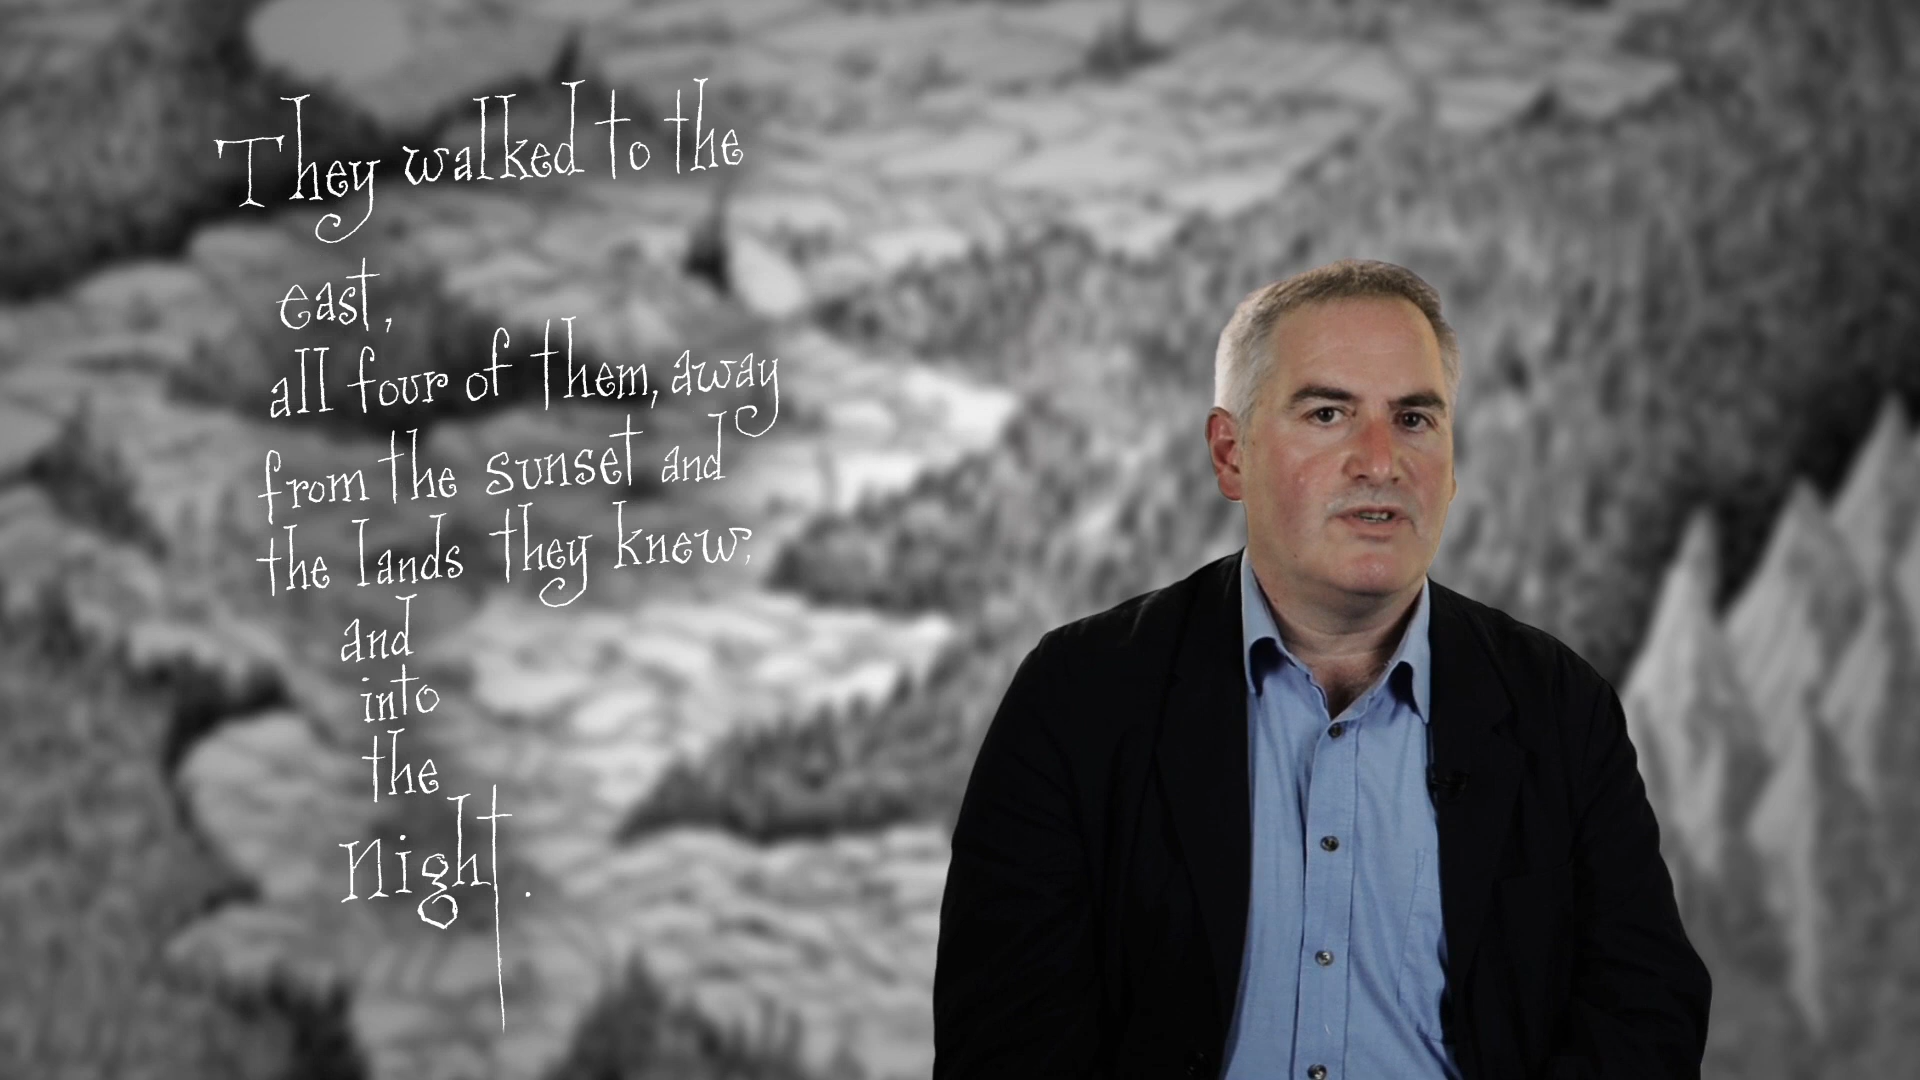 They walked to the
east,
all four of them, away
from the sunset and
the lands they knew,
and
into
the
night.